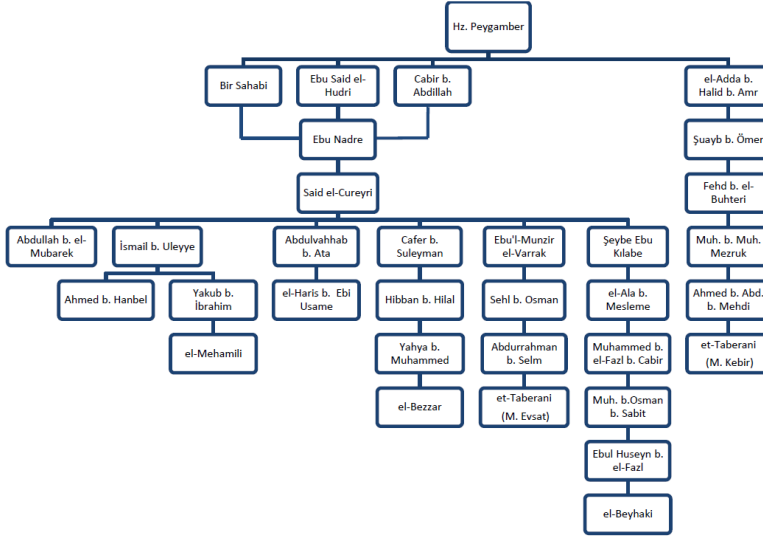 Hz. Peygamber
Bir Sahabi
Ebu Said el-
Hudri
Cabir b.
Abdillah
el-Adda b.
Halid b. Amr
Ebu Nadre
Şuayb b. Ömer
Said el-Cureyri
Fehd b. el-
Buhteri
Abdullah b. el-
Mubarek
İsmail b. Uleyye
Abdulvahhab
b. Ata
Cafer b.
Suleyman
Ebu'l-Munzir
el-Varrak
Şeybe Ebu
Kılabe
Muh. b. Muh.
Mezruk
Ahmed b. Hanbel
Yakub b.
İbrahim
el-Haris b. Ebi
Usame
Hibban b. Hilal
Sehl b. Osman
el-Ala b.
Mesleme
Ahmed b. Abd.
b. Mehdi
el-Mehamili
Yahya b.
Muhammed
Abdurrahman
b. Selm
Muhammed b.
el-Fazl b. Cabir
et-Taberani
(M. Kebir)
el-Bezzar
et-Taberani
(M. Evsat)
Muh. b.Osman
b. Sabit
Ebul Huseyn b.
el-Fazl
el-Beyhaki